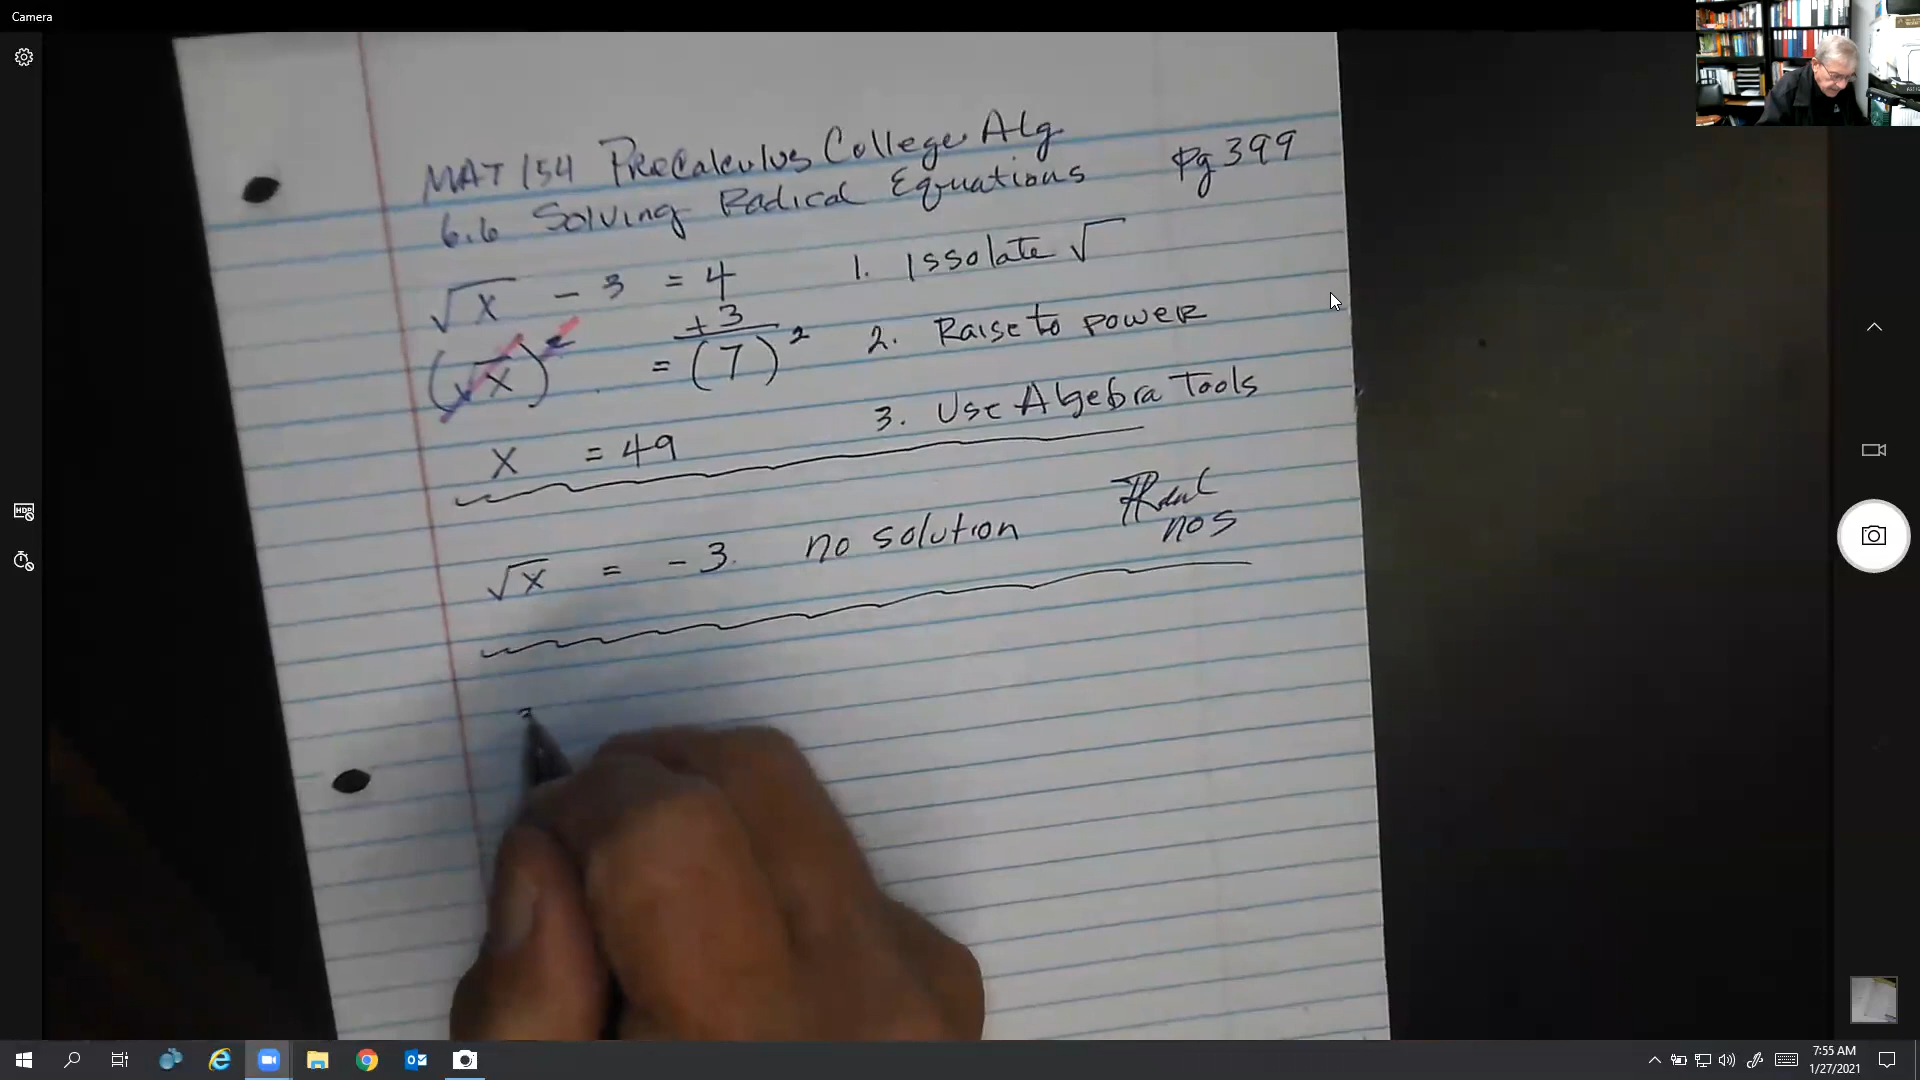 Camera
MAT 154 Precalculus College Alg
6.6 Solving Radical Equations pg 399
√x - 3 = 4 1. Issolate √
+3
(√x)² = (7)² 2. Raise to power
x = 49 3. Use Algebra Tools
√x = -3. no solution Real
nos
7:55 AM
1/27/2021